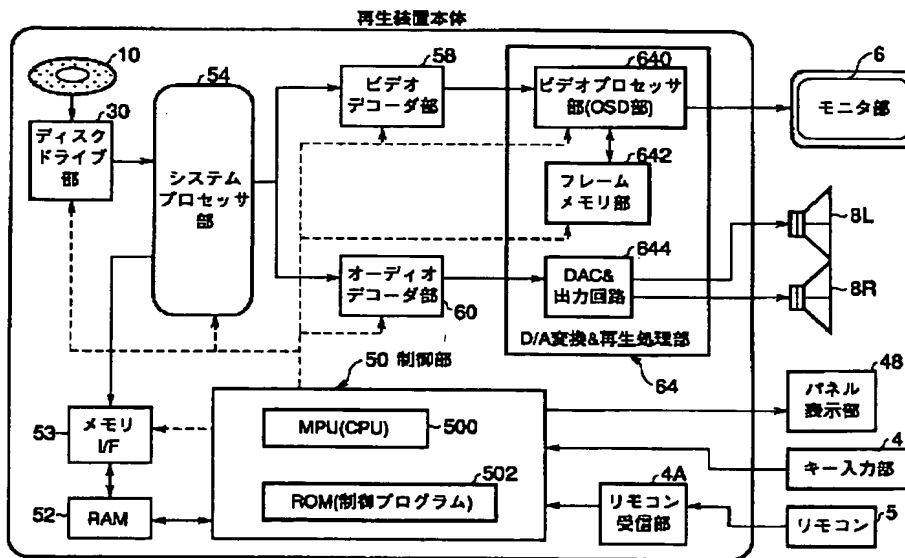 再生装置本体
10
54
58
640
6
30
ディスク
ドライブ
部
システム
プロセッサ
部
ビデオ
デコーダ部
ビデオプロセッサ
部(OSD部)
モニタ部
642
フレーム
メモリ部
8L
644
オーディオ
デコーダ部
60
DAC&
出力回路
8R
D/A変換&再生処理部
64
50 制御部
48
パネル
表示部
53
メモリ
I/F
MPU(CPU)
500
4
キー入力部
502
ROM(制御プログラム)
4A
リモコン
受信部
52
RAM
リモコン
5